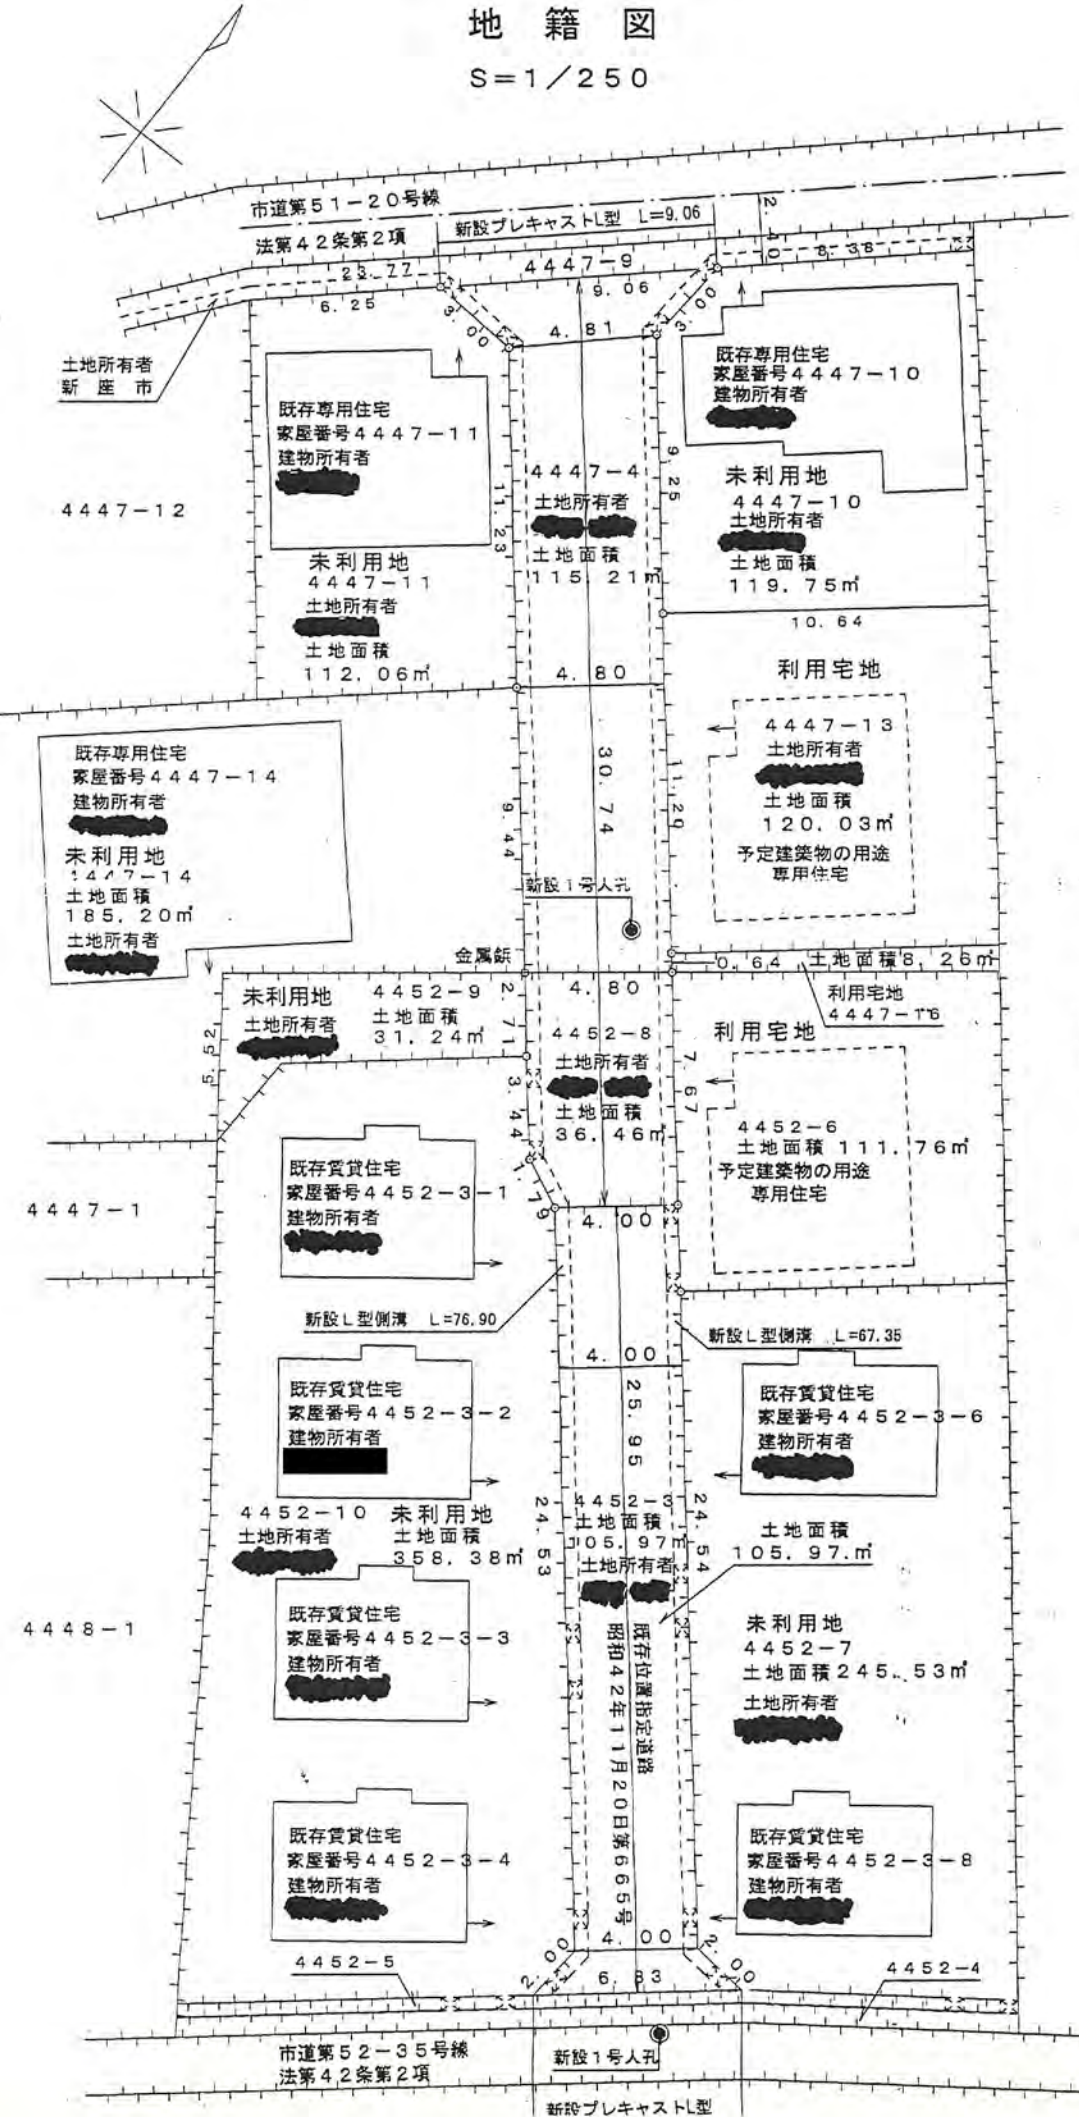 地籍図
S=1/250
市道第51-20号線
法第42条第2項
新設プレキャストL型 L=9.06
2.40
23.77
4447-9
8.38
6.25
9.06
3.00
4.81
3.00
土地所有者
新座市
既存専用住宅
家屋番号4447-11
建物所有者
既存専用住宅
家屋番号4447-10
建物所有者
4447-12
11.23
4447-4
土地所有者
土地面積
115.21㎡
9.25
未利用地
4447-10
土地所有者
土地面積
119.75㎡
未利用地
4447-11
土地所有者
土地面積
112.06㎡
10.64
4.80
利用宅地
4447-13
土地所有者
土地面積
120.03㎡
予定建築物の用途
専用住宅
既存専用住宅
家屋番号4447-14
建物所有者
未利用地
4447-14
土地面積
185.20㎡
土地所有者
9.44
30.74
11.29
新設1号人孔
金属鋲
0.64
土地面積8.26㎡
利用宅地
4447-16
未利用地
土地所有者
4452-9
土地面積
31.24㎡
2.71
4.80
4452-8
土地所有者
土地面積
36.46㎡
5.52
3.44
1.79
7.67
利用宅地
4452-6
土地面積 111.76㎡
予定建築物の用途
専用住宅
既存賃貸住宅
家屋番号4452-3-1
建物所有者
4447-1
4.00
新設L型側溝 L=76.90
新設L型側溝 L=67.35
4.00
既存賃貸住宅
家屋番号4452-3-2
建物所有者
25.95
既存賃貸住宅
家屋番号4452-3-6
建物所有者
4452-10 未利用地
土地所有者
土地面積
358.38㎡
24.53
4452-3
土地面積
105.97㎡
土地所有者
24.54
土地面積
105.97.㎡
4448-1
既存賃貸住宅
家屋番号4452-3-3
建物所有者
既存位置指定道路
昭和42年11月20日第665号
未利用地
4452-7
土地面積245.53㎡
土地所有者
既存賃貸住宅
家屋番号4452-3-4
建物所有者
既存賃貸住宅
家屋番号4452-3-8
建物所有者
4.00
2.00
2.00
6.83
4452-5
4452-4
市道第52-35号線
法第42条第2項
新設1号人孔
新設プレキャストL型